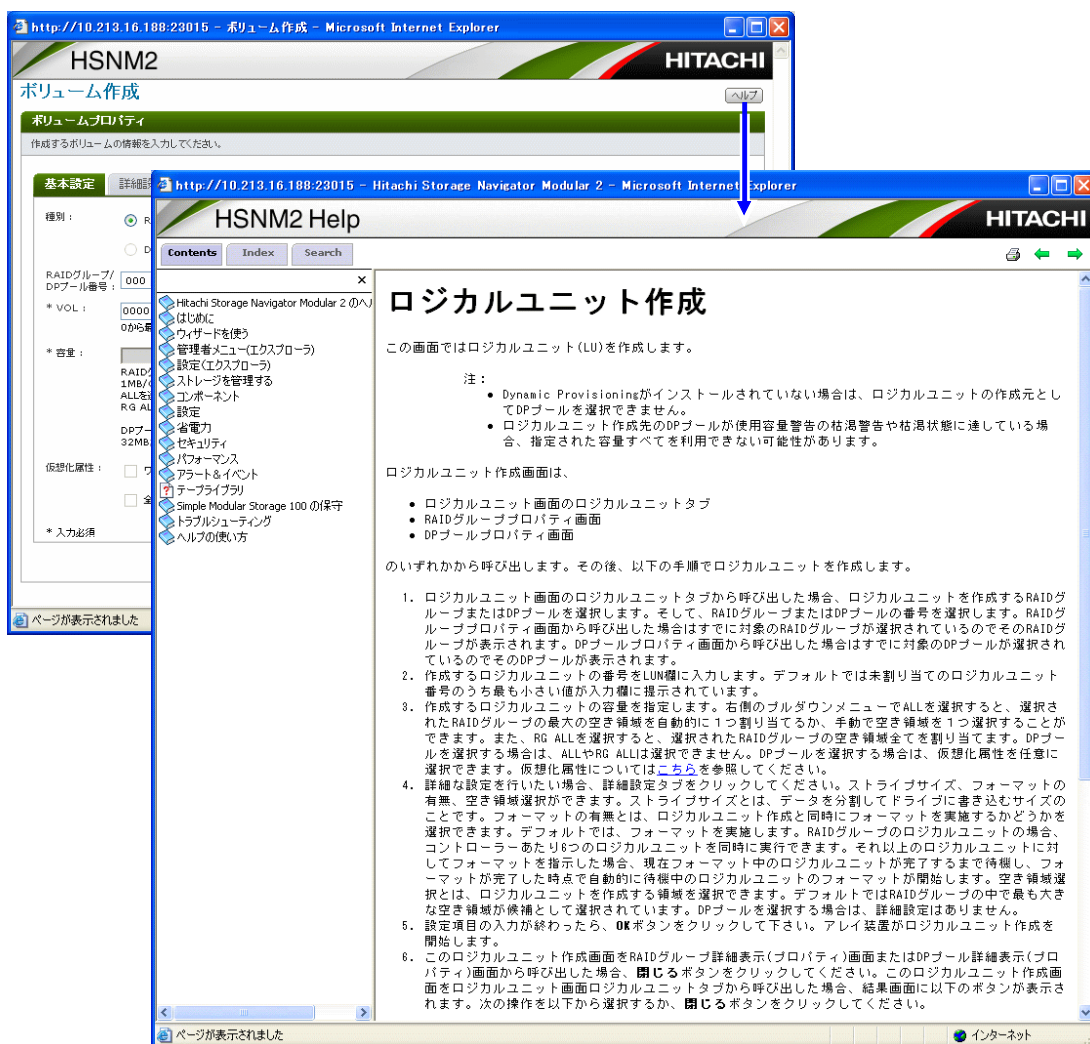 http://10.213.16.188:23015 - ボリューム作成 - Microsoft Internet Explorer
HSNM2
HITACHI
ボリューム作成
ヘルプ
ボリュームプロパティ
作成するボリュームの情報を入力してください。
基本設定
種別：
RAIDグループ/
DPプール番号：
000
* VOL：
0000
* 容量：
仮想化属性：
* 入力必須
ページが表示されました
http://10.213.16.188:23015 - Hitachi Storage Navigator Modular 2 - Microsoft Internet Explorer
HSNM2 Help
HITACHI
Contents
Index
Search
×
Hitachi Storage Navigator Modular 2 のヘル
はじめに
ウィザードを使う
管理者メニュー(エクスプローラ)
設定(エクスプローラ)
ストレージを管理する
コンポーネント
設定
省電力
セキュリティ
パフォーマンス
アラート&イベント
テープライブラリ
Simple Modular Storage 100 の保守
トラブルシューティング
ヘルプの使い方
ロジカルユニット作成
この画面ではロジカルユニット(LU)を作成します。
注：
• Dynamic Provisioningがインストールされていない場合は、ロジカルユニットの作成元とし
てDPプールを選択できません。
• ロジカルユニット作成先のDPプールが使用容量警告の枯渇警告や枯渇状態に達している場
合、指定された容量すべてを利用できない可能性があります。
ロジカルユニット作成画面は、
• ロジカルユニット画面のロジカルユニットタブ
• RAIDグループプロパティ画面
• DPプールプロパティ画面
のいずれかから呼び出します。その後、以下の手順でロジカルユニットを作成します。
1. ロジカルユニット画面のロジカルユニットタブから呼び出した場合、ロジカルユニットを作成するRAIDグ
ループまたはDPプールを選択します。そして、RAIDグループまたはDPプールの番号を選択します。RAIDグ
ループプロパティ画面から呼び出した場合はすでに対象のRAIDグループが選択されているのでそのRAIDグ
ループが表示されます。DPプールプロパティ画面から呼び出した場合はすでに対象のDPプールが選択され
ているのでそのDPプールが表示されます。
2. 作成するロジカルユニットの番号をLUN欄に入力します。デフォルトでは未割り当てのロジカルユニット
番号のうち最も小さい値が入力欄に提示されています。
3. 作成するロジカルユニットの容量を指定します。右側のプルダウンメニューでALLを選択すると、選択さ
れたRAIDグループの最大の空き領域を自動的に１つ割り当てるか、手動で空き領域を１つ選択することが
できます。また、RG ALLを選択すると、選択されたRAIDグループの空き領域全てを割り当てます。DPプー
ルを選択する場合は、ALLやRG ALLは選択できません。DPプールを選択する場合は、仮想化属性を任意に
選択できます。仮想化属性についてはこちらを参照してください。
4. 詳細な設定を行いたい場合、詳細設定タブをクリックしてください。ストライプサイズ、フォーマットの
有無、空き領域選択ができます。ストライプサイズとは、データを分割してドライブに書き込むサイズの
ことです。フォーマットの有無とは、ロジカルユニット作成と同時にフォーマットを実施するかどうかを
選択できます。デフォルトでは、フォーマットを実施します。RAIDグループのロジカルユニットの場合、
コントローラーあたり6つのロジカルユニットを同時に実行できます。それ以上のロジカルユニットに対
してフォーマットを指示した場合、現在フォーマット中のロジカルユニットが完了するまで待機し、フォ
ーマットが完了した時点で自動的に待機中のロジカルユニットのフォーマットが開始します。空き領域選
択とは、ロジカルユニットを作成する領域を選択できます。デフォルトではRAIDグループの中で最も大き
な空き領域が候補として選択されています。DPプールを選択する場合は、詳細設定はありません。
5. 設定項目の入力が終わったら、OKボタンをクリックして下さい。アレイ装置がロジカルユニット作成を
開始します。
6. このロジカルユニット作成画面をRAIDグループ詳細表示(プロパティ)画面またはDPプール詳細表示(プロ
パティ)画面から呼び出した場合、閉じるボタンをクリックしてください。このロジカルユニット作成画
面をロジカルユニット画面ロジカルユニットタブから呼び出した場合、結果画面に以下のボタンが表示さ
れます。次の操作を以下から選択するか、閉じるボタンをクリックしてください。
ページが表示されました
インターネット